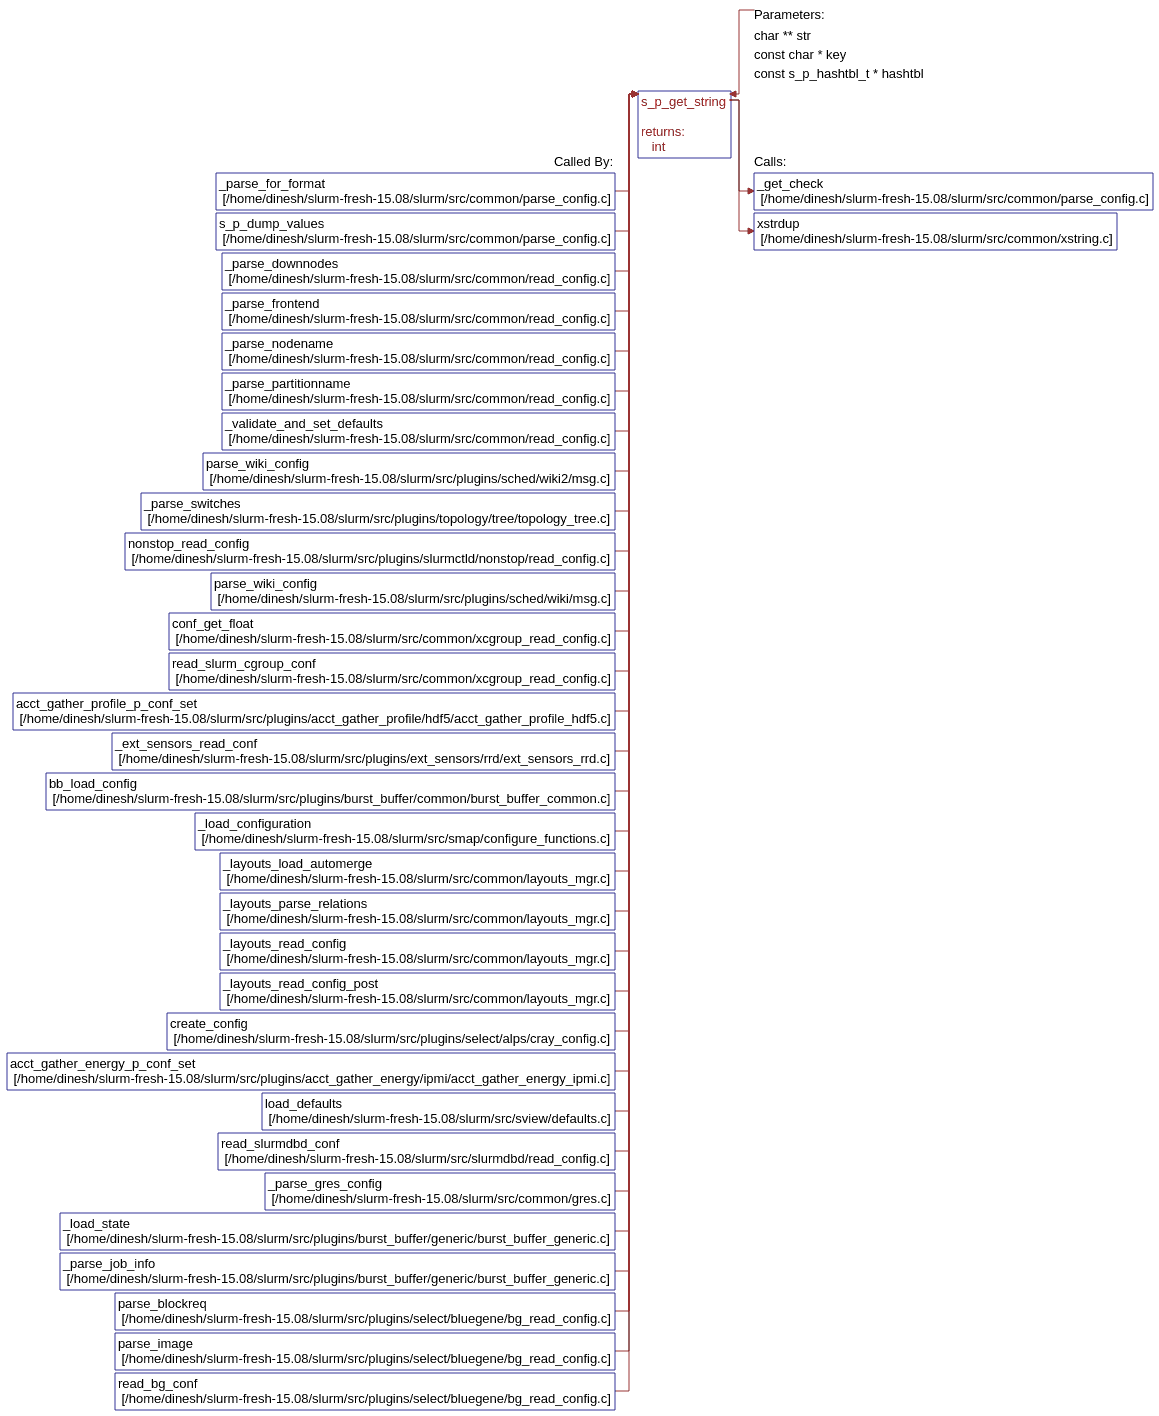 Parameters:
char ** str
const char * key
const s_p_hashtbl_t * hashtbl
s_p_get_string
returns:
int
Called By:
_parse_for_format
[/home/dinesh/slurm-fresh-15.08/slurm/src/common/parse_config.c]
s_p_dump_values
[/home/dinesh/slurm-fresh-15.08/slurm/src/common/parse_config.c]
_parse_downnodes
[/home/dinesh/slurm-fresh-15.08/slurm/src/common/read_config.c]
_parse_frontend
[/home/dinesh/slurm-fresh-15.08/slurm/src/common/read_config.c]
_parse_nodename
[/home/dinesh/slurm-fresh-15.08/slurm/src/common/read_config.c]
_parse_partitionname
[/home/dinesh/slurm-fresh-15.08/slurm/src/common/read_config.c]
_validate_and_set_defaults
[/home/dinesh/slurm-fresh-15.08/slurm/src/common/read_config.c]
parse_wiki_config
[/home/dinesh/slurm-fresh-15.08/slurm/src/plugins/sched/wiki2/msg.c]
_parse_switches
[/home/dinesh/slurm-fresh-15.08/slurm/src/plugins/topology/tree/topology_tree.c]
nonstop_read_config
[/home/dinesh/slurm-fresh-15.08/slurm/src/plugins/slurmctld/nonstop/read_config.c]
parse_wiki_config
[/home/dinesh/slurm-fresh-15.08/slurm/src/plugins/sched/wiki/msg.c]
conf_get_float
[/home/dinesh/slurm-fresh-15.08/slurm/src/common/xcgroup_read_config.c]
read_slurm_cgroup_conf
[/home/dinesh/slurm-fresh-15.08/slurm/src/common/xcgroup_read_config.c]
acct_gather_profile_p_conf_set
[/home/dinesh/slurm-fresh-15.08/slurm/src/plugins/acct_gather_profile/hdf5/acct_gather_profile_hdf5.c]
_ext_sensors_read_conf
[/home/dinesh/slurm-fresh-15.08/slurm/src/plugins/ext_sensors/rrd/ext_sensors_rrd.c]
bb_load_config
[/home/dinesh/slurm-fresh-15.08/slurm/src/plugins/burst_buffer/common/burst_buffer_common.c]
_load_configuration
[/home/dinesh/slurm-fresh-15.08/slurm/src/smap/configure_functions.c]
_layouts_load_automerge
[/home/dinesh/slurm-fresh-15.08/slurm/src/common/layouts_mgr.c]
_layouts_parse_relations
[/home/dinesh/slurm-fresh-15.08/slurm/src/common/layouts_mgr.c]
_layouts_read_config
[/home/dinesh/slurm-fresh-15.08/slurm/src/common/layouts_mgr.c]
_layouts_read_config_post
[/home/dinesh/slurm-fresh-15.08/slurm/src/common/layouts_mgr.c]
create_config
[/home/dinesh/slurm-fresh-15.08/slurm/src/plugins/select/alps/cray_config.c]
acct_gather_energy_p_conf_set
[/home/dinesh/slurm-fresh-15.08/slurm/src/plugins/acct_gather_energy/ipmi/acct_gather_energy_ipmi.c]
load_defaults
[/home/dinesh/slurm-fresh-15.08/slurm/src/sview/defaults.c]
read_slurmdbd_conf
[/home/dinesh/slurm-fresh-15.08/slurm/src/slurmdbd/read_config.c]
_parse_gres_config
[/home/dinesh/slurm-fresh-15.08/slurm/src/common/gres.c]
_load_state
[/home/dinesh/slurm-fresh-15.08/slurm/src/plugins/burst_buffer/generic/burst_buffer_generic.c]
_parse_job_info
[/home/dinesh/slurm-fresh-15.08/slurm/src/plugins/burst_buffer/generic/burst_buffer_generic.c]
parse_blockreq
[/home/dinesh/slurm-fresh-15.08/slurm/src/plugins/select/bluegene/bg_read_config.c]
parse_image
[/home/dinesh/slurm-fresh-15.08/slurm/src/plugins/select/bluegene/bg_read_config.c]
read_bg_conf
[/home/dinesh/slurm-fresh-15.08/slurm/src/plugins/select/bluegene/bg_read_config.c]
Calls:
_get_check
[/home/dinesh/slurm-fresh-15.08/slurm/src/common/parse_config.c]
xstrdup
[/home/dinesh/slurm-fresh-15.08/slurm/src/common/xstring.c]